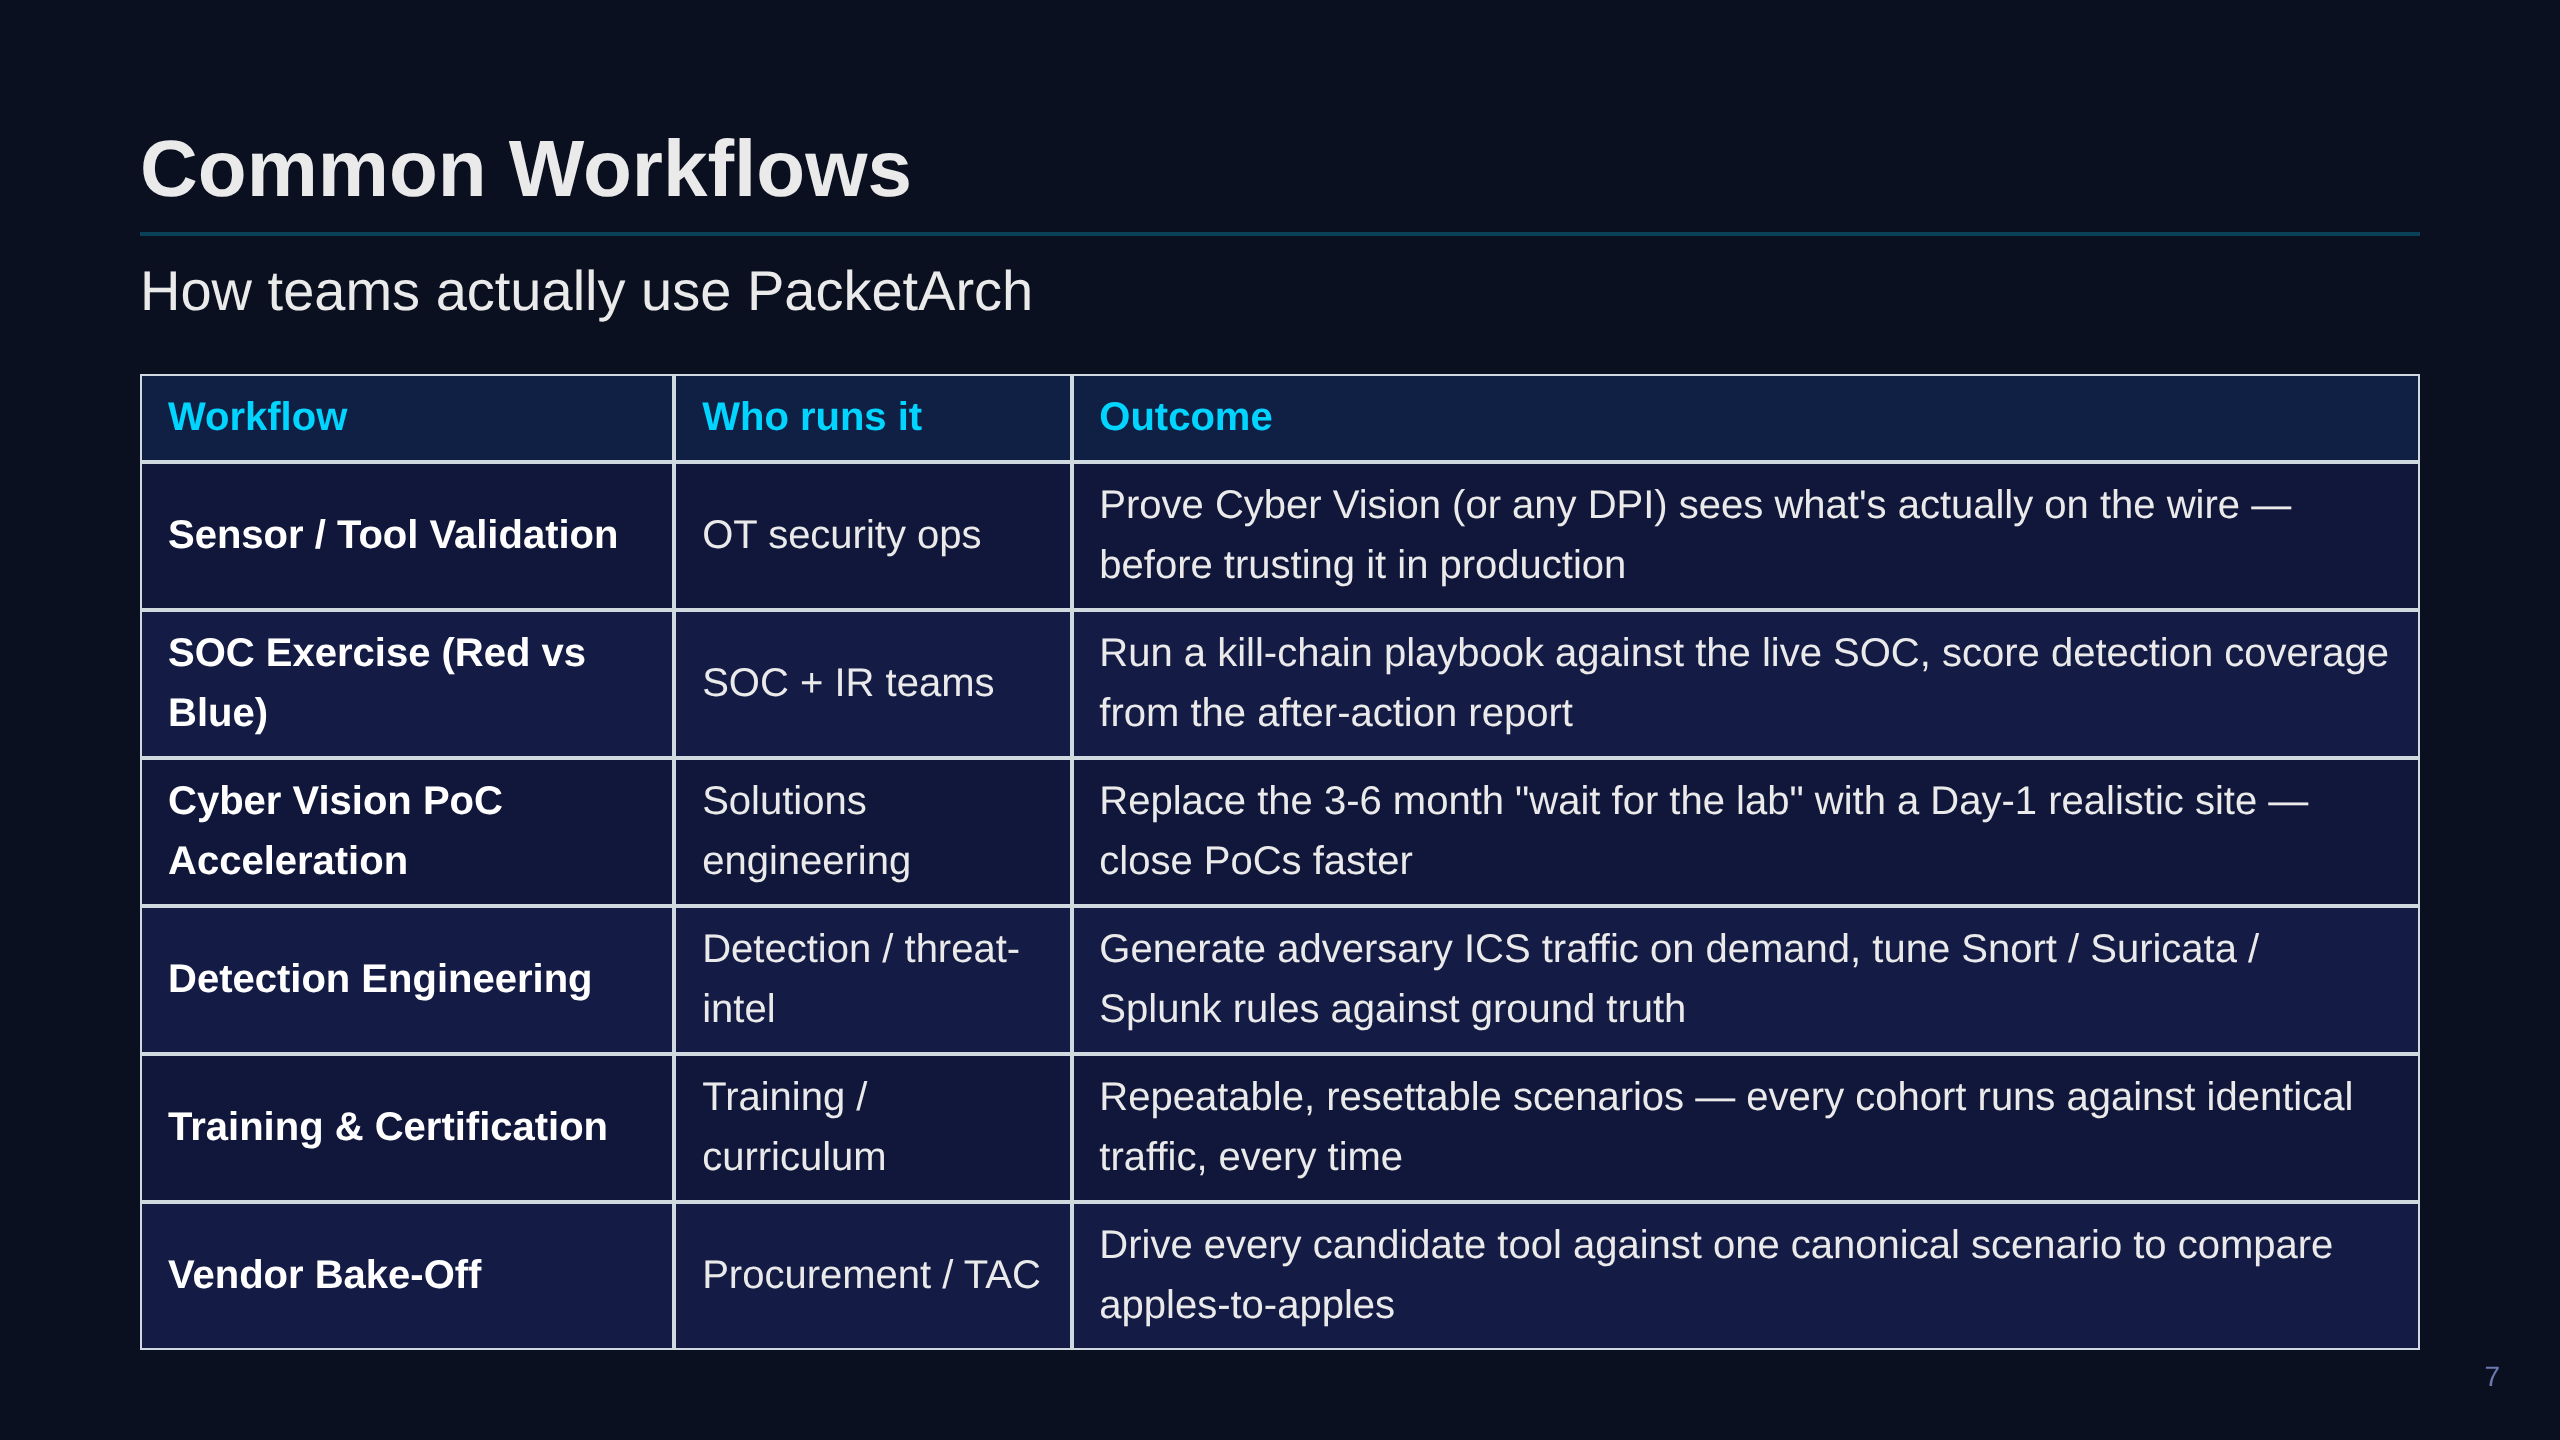 Common Workflows
How teams actually use PacketArch
Workflow
Who runs it
Outcome
Sensor / Tool Validation
OT security ops
Prove Cyber Vision (or any DPI) sees what's actually on the wire —
before trusting it in production
SOC Exercise (Red vs
Blue)
SOC + IR teams
Run a kill-chain playbook against the live SOC, score detection coverage
from the after-action report
Cyber Vision PoC
Acceleration
Solutions
engineering
Replace the 3-6 month "wait for the lab" with a Day-1 realistic site —
close PoCs faster
Detection Engineering
Detection / threat-
intel
Generate adversary ICS traffic on demand, tune Snort / Suricata /
Splunk rules against ground truth
Training & Certification
Training /
curriculum
Repeatable, resettable scenarios — every cohort runs against identical
traffic, every time
Vendor Bake-Off
Procurement / TAC
Drive every candidate tool against one canonical scenario to compare
apples-to-apples
7